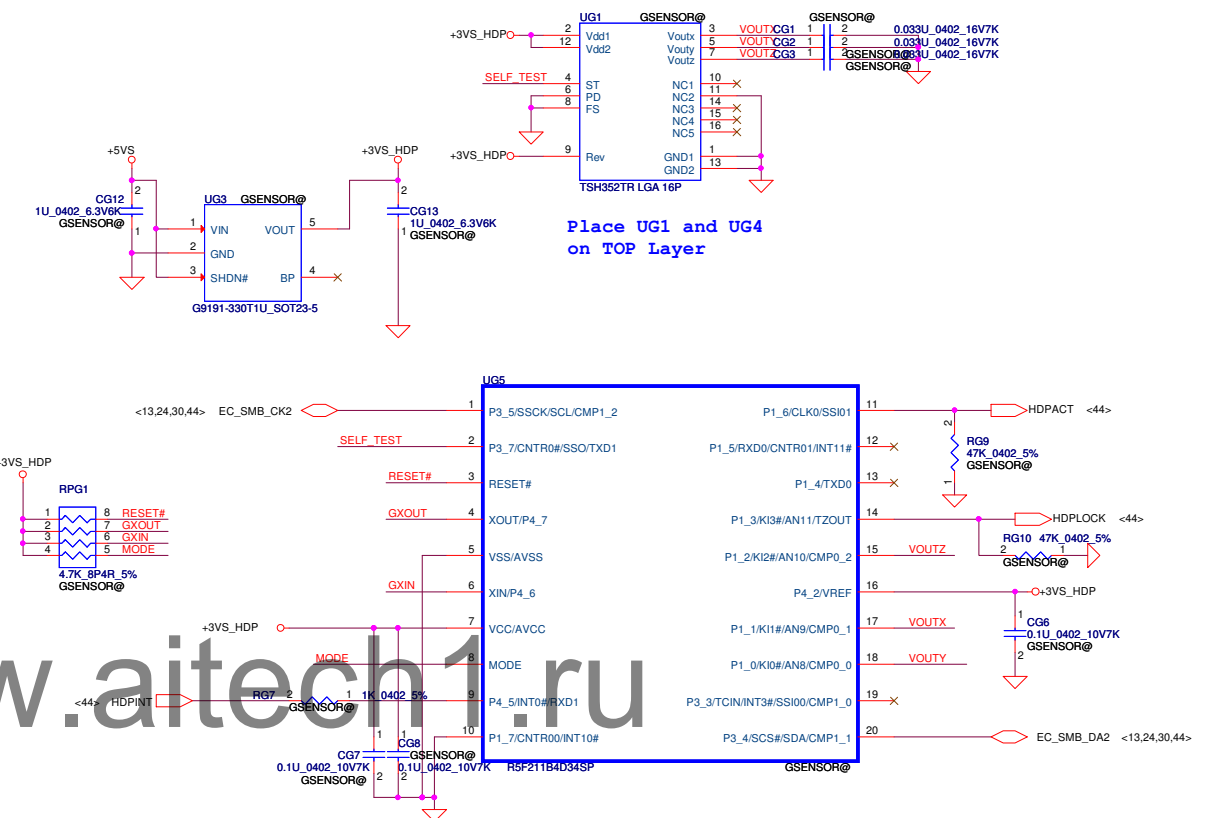 UG1 GSENSOR@ GSENSOR@
+3VS_HDP 2 Vdd1 Voutx 3 VOUTX CG1 1 2 0.033U_0402_16V7K
12 Vdd2 Vouty 5 VOUTY CG2 1 2 0.033U_0402_16V7K
Voutz 7 VOUTZ CG3 1 2 GSENSOR@ 0.033U_0402_16V7K
GSENSOR@
SELF_TEST 4 ST NC1 10
6 PD NC2 11
8 FS NC3 14
NC4 15
NC5 16
+3VS_HDP 9 Rev GND1 1
GND2 13
TSH352TR LGA 16P
Place UG1 and UG4
on TOP Layer
+5VS +3VS_HDP
CG12 2
1U_0402_6.3V6K
GSENSOR@
1
UG3 GSENSOR@
1 VIN VOUT 5
2 GND
3 SHDN# BP 4
G9191-330T1U_SOT23-5
2
CG13
1U_0402_6.3V6K
1 GSENSOR@
UG5
<13,24,30,44> EC_SMB_CK2 1 P3_5/SSCK/SCL/CMP1_2
SELF_TEST 2 P3_7/CNTR0#/SSO/TXD1
RESET# 3 RESET#
GXOUT 4 XOUT/P4_7
5 VSS/AVSS
GXIN 6 XIN/P4_6
+3VS_HDP 7 VCC/AVCC
MODE 8 MODE
<44> HDPINT RG7 2 1 1K_0402_5% 9 P4_5/INT0#/RXD1
GSENSOR@
10 P1_7/CNTR00/INT10#
P1_6/CLK0/SSI01 11 HDPACT <44>
2
RG9
47K_0402_5%
GSENSOR@
1
P1_5/RXD0/CNTR01/INT11# 12
P1_4/TXD0 13
P1_3/KI3#/AN11/TZOUT 14 HDPLOCK <44>
RG10 47K_0402_5%
2 1
GSENSOR@
P1_2/KI2#/AN10/CMP0_2 15 VOUTZ
P4_2/VREF 16 +3VS_HDP
1
CG6
0.1U_0402_10V7K
GSENSOR@
2
P1_1/KI1#/AN9/CMP0_1 17 VOUTX
P1_0/KI0#/AN8/CMP0_0 18 VOUTY
P3_3/TCIN/INT3#/SSI00/CMP1_0 19
P3_4/SCS#/SDA/CMP1_1 20 EC_SMB_DA2 <13,24,30,44>
R5F211B4D34SP GSENSOR@
3VS_HDP
RPG1
1 8 RESET#
2 7 GXOUT
3 6 GXIN
4 5 MODE
4.7K_8P4R_5%
GSENSOR@
1 1
CG7 CG8
GSENSOR@
0.1U_0402_10V7K 0.1U_0402_10V7K
GSENSOR@ 2 2
w.aitech1.ru